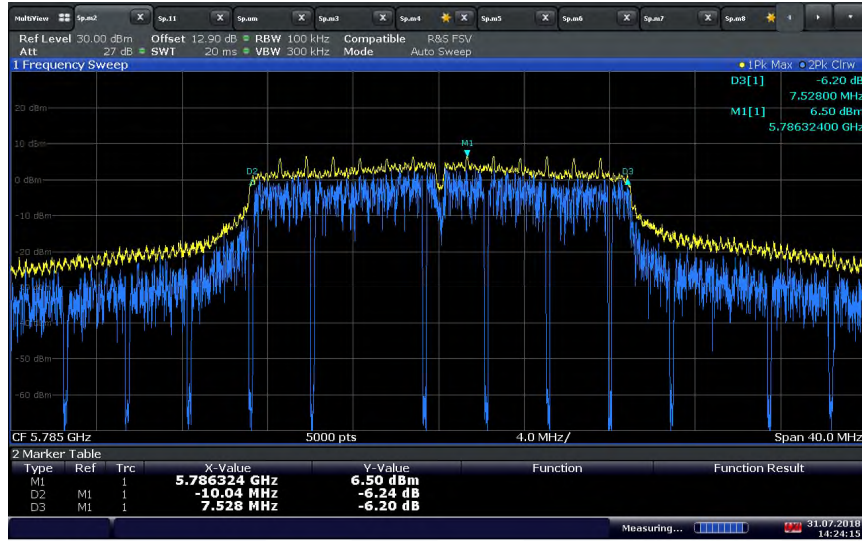 MultiView Sp.m2 X Sp.11 X Sp.um X Sp.m3 X Sp.m4 X Sp.m5 X Sp.m6 X Sp.m7 X Sp.m8
Ref Level 30.00 dBm Offset 12.90 dB RBW 100 kHz Compatible R&S FSV
Att 27 dB SWT 20 ms VBW 300 kHz Mode Auto Sweep
1 Frequency Sweep 1Pk Max 2Pk Clrw
D3[1] -6.20 dB
7.52800 MHz
20 dBm M1[1] 6.50 dBm
5.78632400 GHz
10 dBm
M1
D2 D3
0 dBm
-10 dBm
-20 dBm
-50 dBm
-60 dBm
CF 5.785 GHz 5000 pts 4.0 MHz/ Span 40.0 MHz
2 Marker Table
Type Ref Trc X-Value Y-Value Function Function Result
M1 1 5.786324 GHz 6.50 dBm
D2 M1 1 -10.04 MHz -6.24 dB
D3 M1 1 7.528 MHz -6.20 dB
Measuring... 31.07.2018
14:24:15